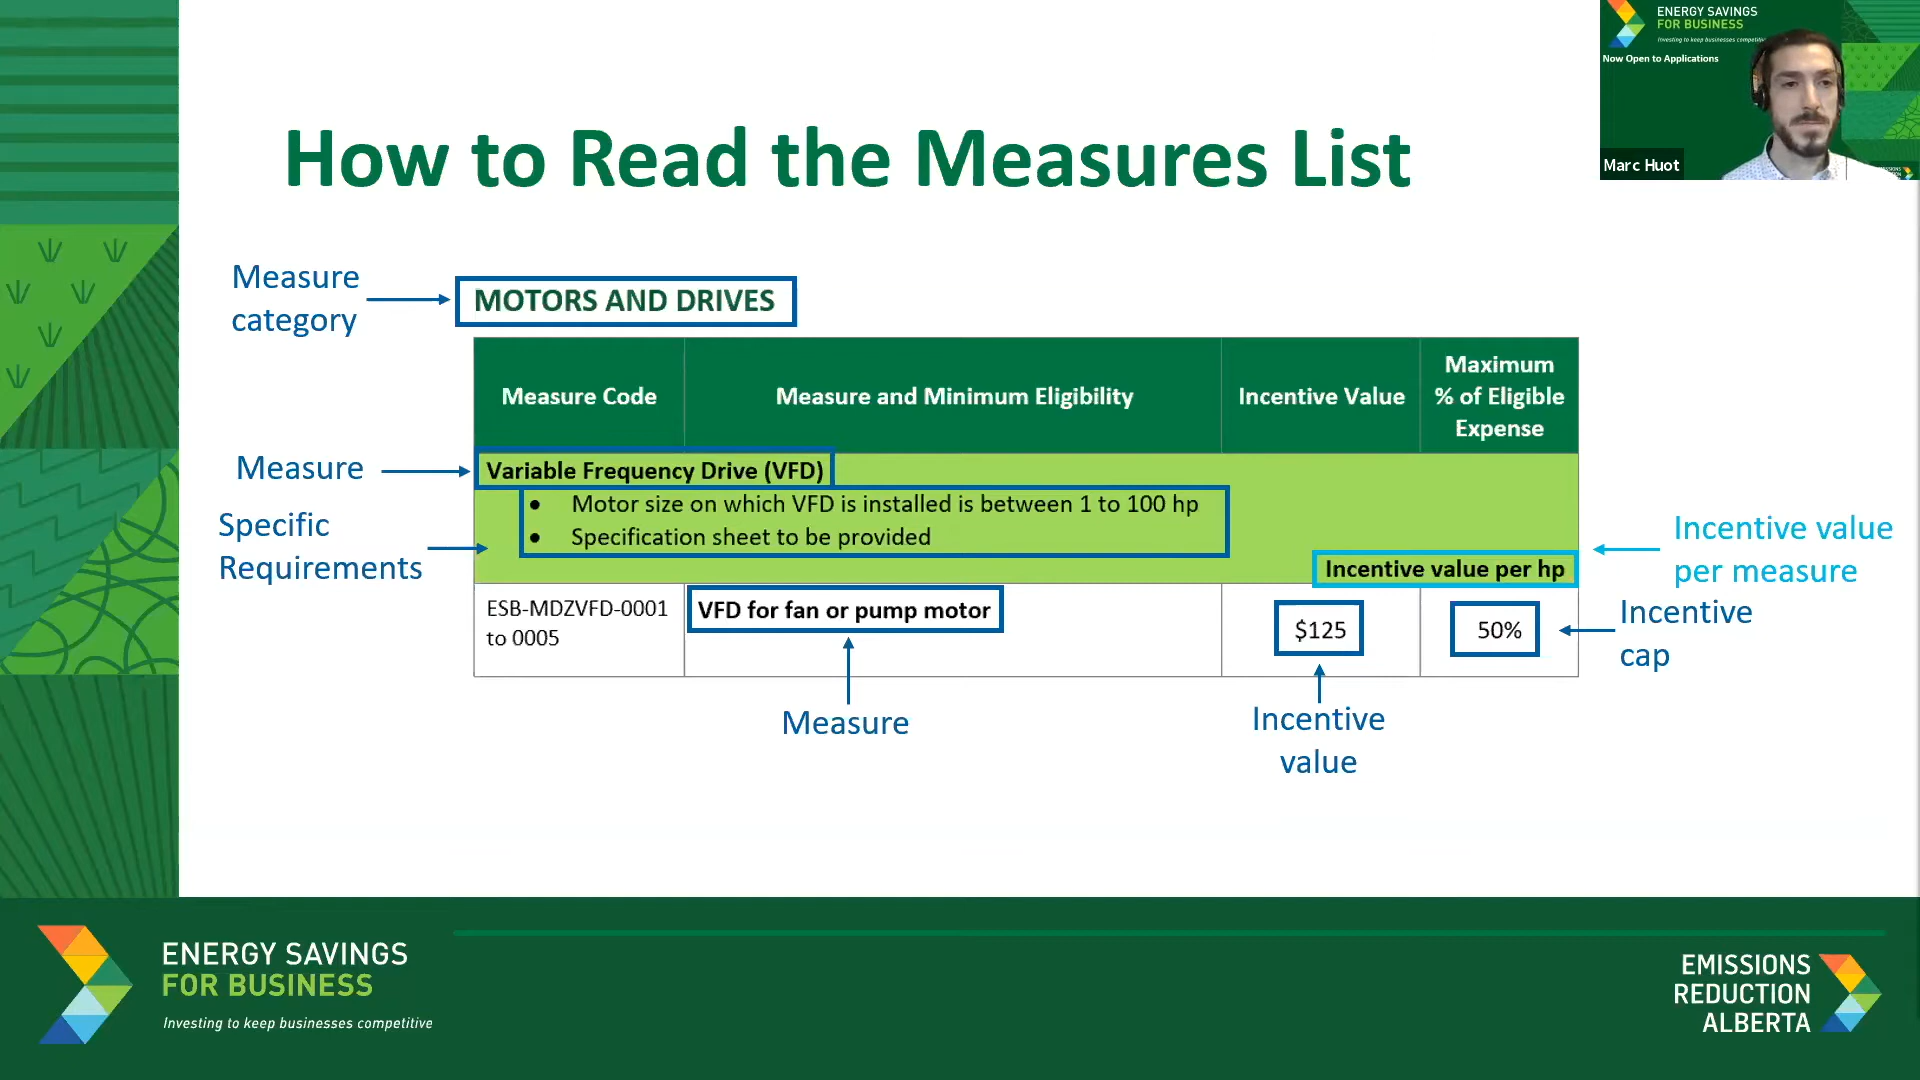 ENERGY SAVINGS
FOR BUSINESS
Now Open to Applications
Marc Huot
How to Read the Measures List
Measure
category
MOTORS AND DRIVES
Measure Code
Measure and Minimum Eligibility
Incentive Value
Maximum
% of Eligible
Expense
Measure
Variable Frequency Drive (VFD)
Specific
Requirements
• Motor size on which VFD is installed is between 1 to 100 hp
• Specification sheet to be provided
Incentive value per hp
Incentive value
per measure
ESB-MDZVFD-0001
to 0005
VFD for fan or pump motor
$125
50%
Incentive
cap
Measure
Incentive
value
ENERGY SAVINGS
FOR BUSINESS
Investing to keep businesses competitive
EMISSIONS
REDUCTION
ALBERTA